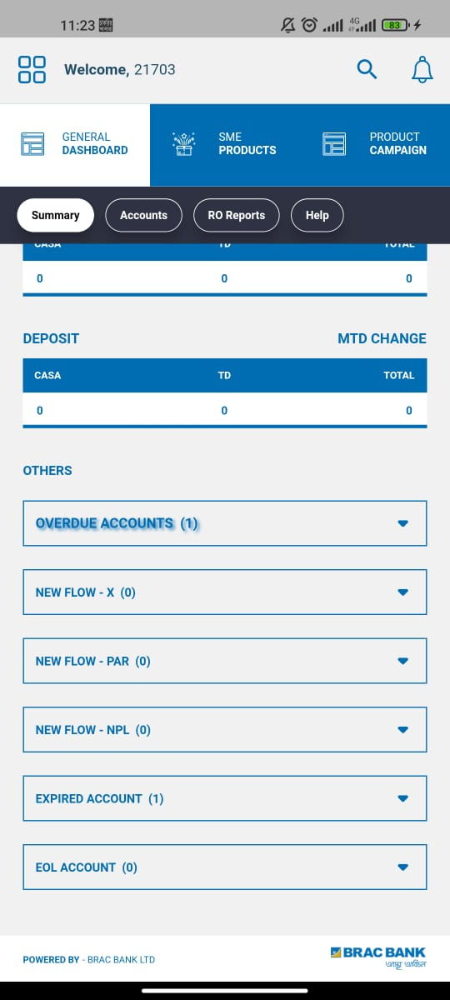 11:23
4G
83
Welcome, 21703
GENERAL DASHBOARD
SME PRODUCTS
PRODUCT CAMPAIGN
Summary Accounts RO Reports Help
CASA TD TOTAL
0 0 0
DEPOSIT MTD CHANGE
CASA TD TOTAL
0 0 0
OTHERS
OVERDUE ACCOUNTS (1)
NEW FLOW - X (0)
NEW FLOW - PAR (0)
NEW FLOW - NPL (0)
EXPIRED ACCOUNT (1)
EOL ACCOUNT (0)
POWERED BY - BRAC BANK LTD
BRAC BANK
আস্থা অবিচল